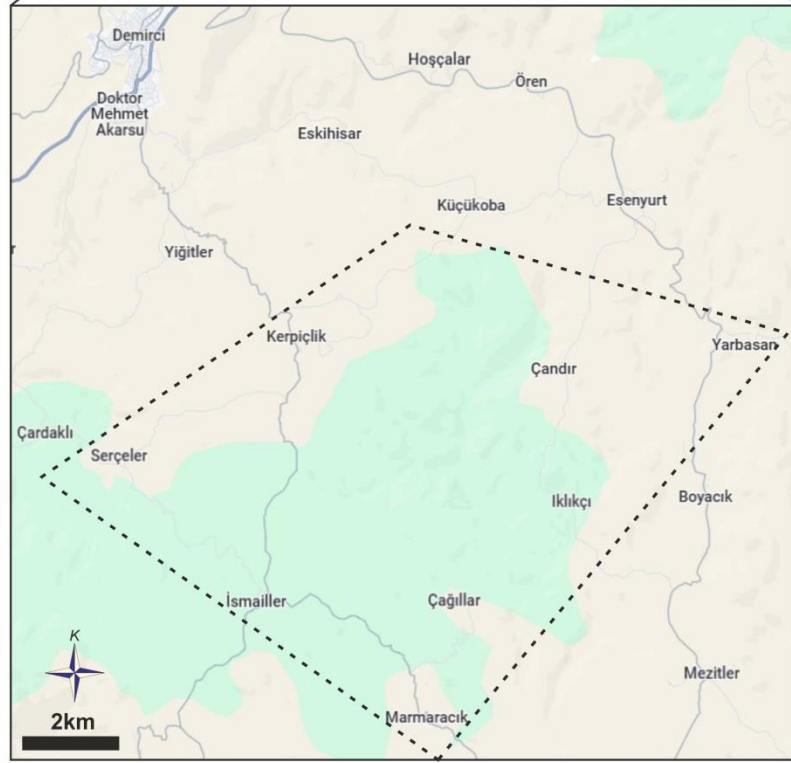 Demirci
Hoşçalar
Ören
Doktor
Mehmet
Akarsu
Eskihisar
Küçükoba
Esenyurt
r
Yiğitler
Kerpiçlik
Yarbasan
Çandır
Çardaklı
Serçeler
Iklıkçı
Boyacık
İsmailler
Çağıllar
K
Mezitler
2km
Marmaracık